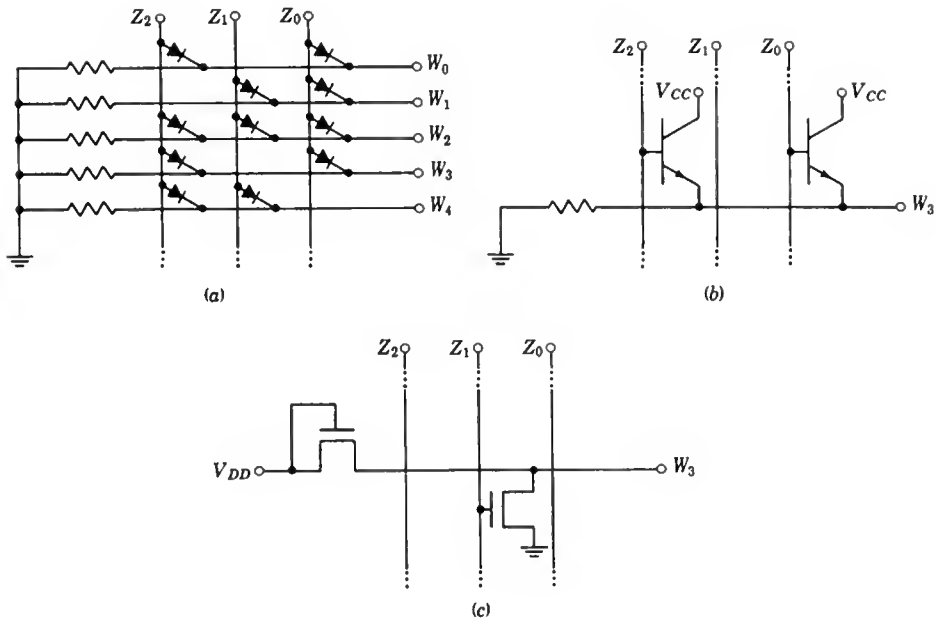 Z2 Z1 Z0
W0
W1
W2
W3
W4
(a)
Z2 Z1 Z0
VCC VCC
W3
(b)
Z2 Z1 Z0
VDD W3
(c)